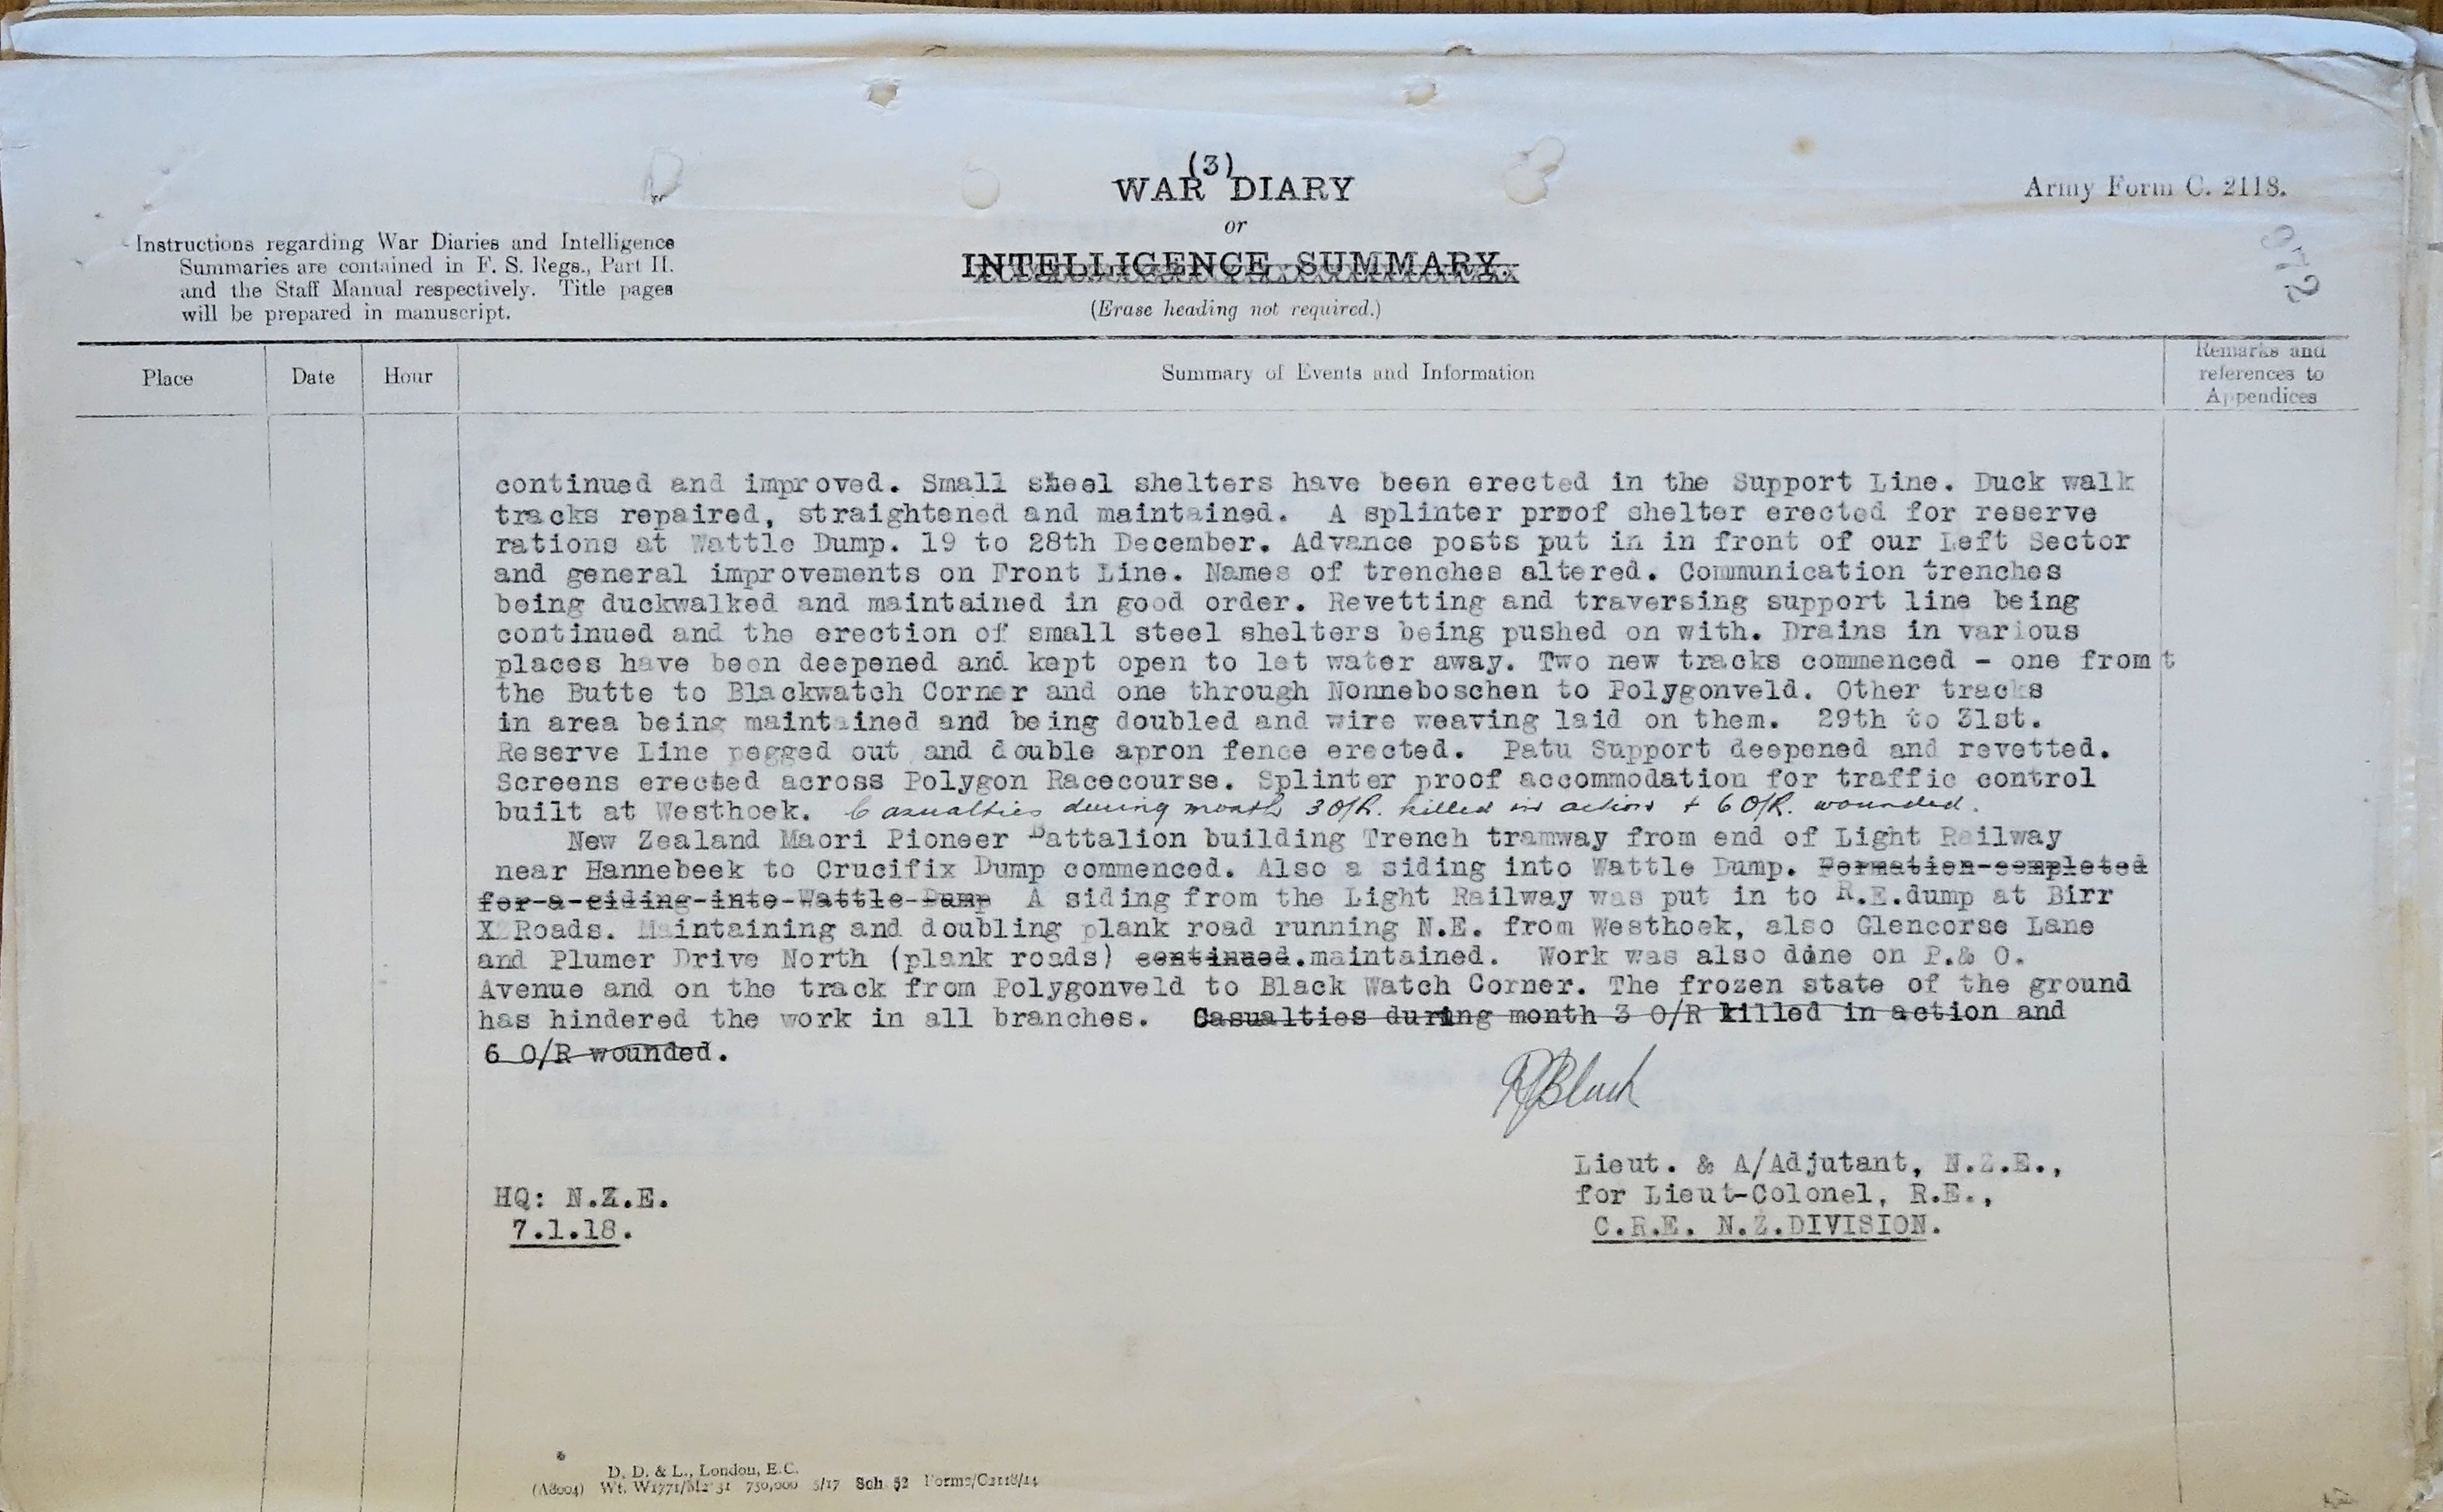 (3)
WAR DIARY
Army Form C. 2118.
or
Instructions regarding War Diaries and Intelligence
Summaries are contained in F. S. Regs., Part II.
and the Staff Manual respectively. Title pages
will be prepared in manuscript.
INTELLIGENCE SUMMARY.
(Erase heading not required.)
972
Place
Date
Hour
Summary of Events and Information
Remarks and
references to
Appendices
continued and improved. Small steel shelters have been erected in the Support Line. Duck walk
tracks repaired, straightened and maintained. A splinter proof shelter erected for reserve
rations at Wattle Dump. 19 to 28th December. Advance posts put in in front of our Left Sector
and general improvements on Front Line. Names of trenches altered. Communication trenches
being duckwalked and maintained in good order. Revetting and traversing support line being
continued and the erection of small steel shelters being pushed on with. Drains in various
places have been deepened and kept open to let water away. Two new tracks commenced - one from t
the Butte to Blackwatch Corner and one through Nonneboschen to Polygonveld. Other tracks
in area being maintained and being doubled and wire weaving laid on them. 29th to 31st.
Reserve Line pegged out and double apron fence erected. Patu Support deepened and revetted.
Screens erected across Polygon Racecourse. Splinter proof accommodation for traffic control
built at Westhoek. Casualties during month 3 O/R. killed in action + 6 O/R. wounded.
New Zealand Maori Pioneer Battalion building Trench tramway from end of Light Railway
near Hannebeek to Crucifix Dump commenced. Also a siding into Wattle Dump. Formation-completed
for-a-siding-into-Wattle-Dump A siding from the Light Railway was put in to R.E.dump at Birr
X Roads. Maintaining and doubling plank road running N.E. from Westhoek, also Glencorse Lane
and Plumer Drive North (plank roads) continued.maintained. Work was also done on P.& O.
Avenue and on the track from Polygonveld to Black Watch Corner. The frozen state of the ground
has hindered the work in all branches. Casualties during month 3 O/R killed in action and
6 O/R wounded.
Lieut. & A/Adjutant, N.Z.E.,
for Lieut-Colonel, R.E.,
C.R.E. N.Z.DIVISION.
HQ: N.Z.E.
7.1.18.
D. D. & L., London, E.C.
(A8004) Wt. W1771/M2 31 750,000 5/17 Sch 52 Forms/C2118/14